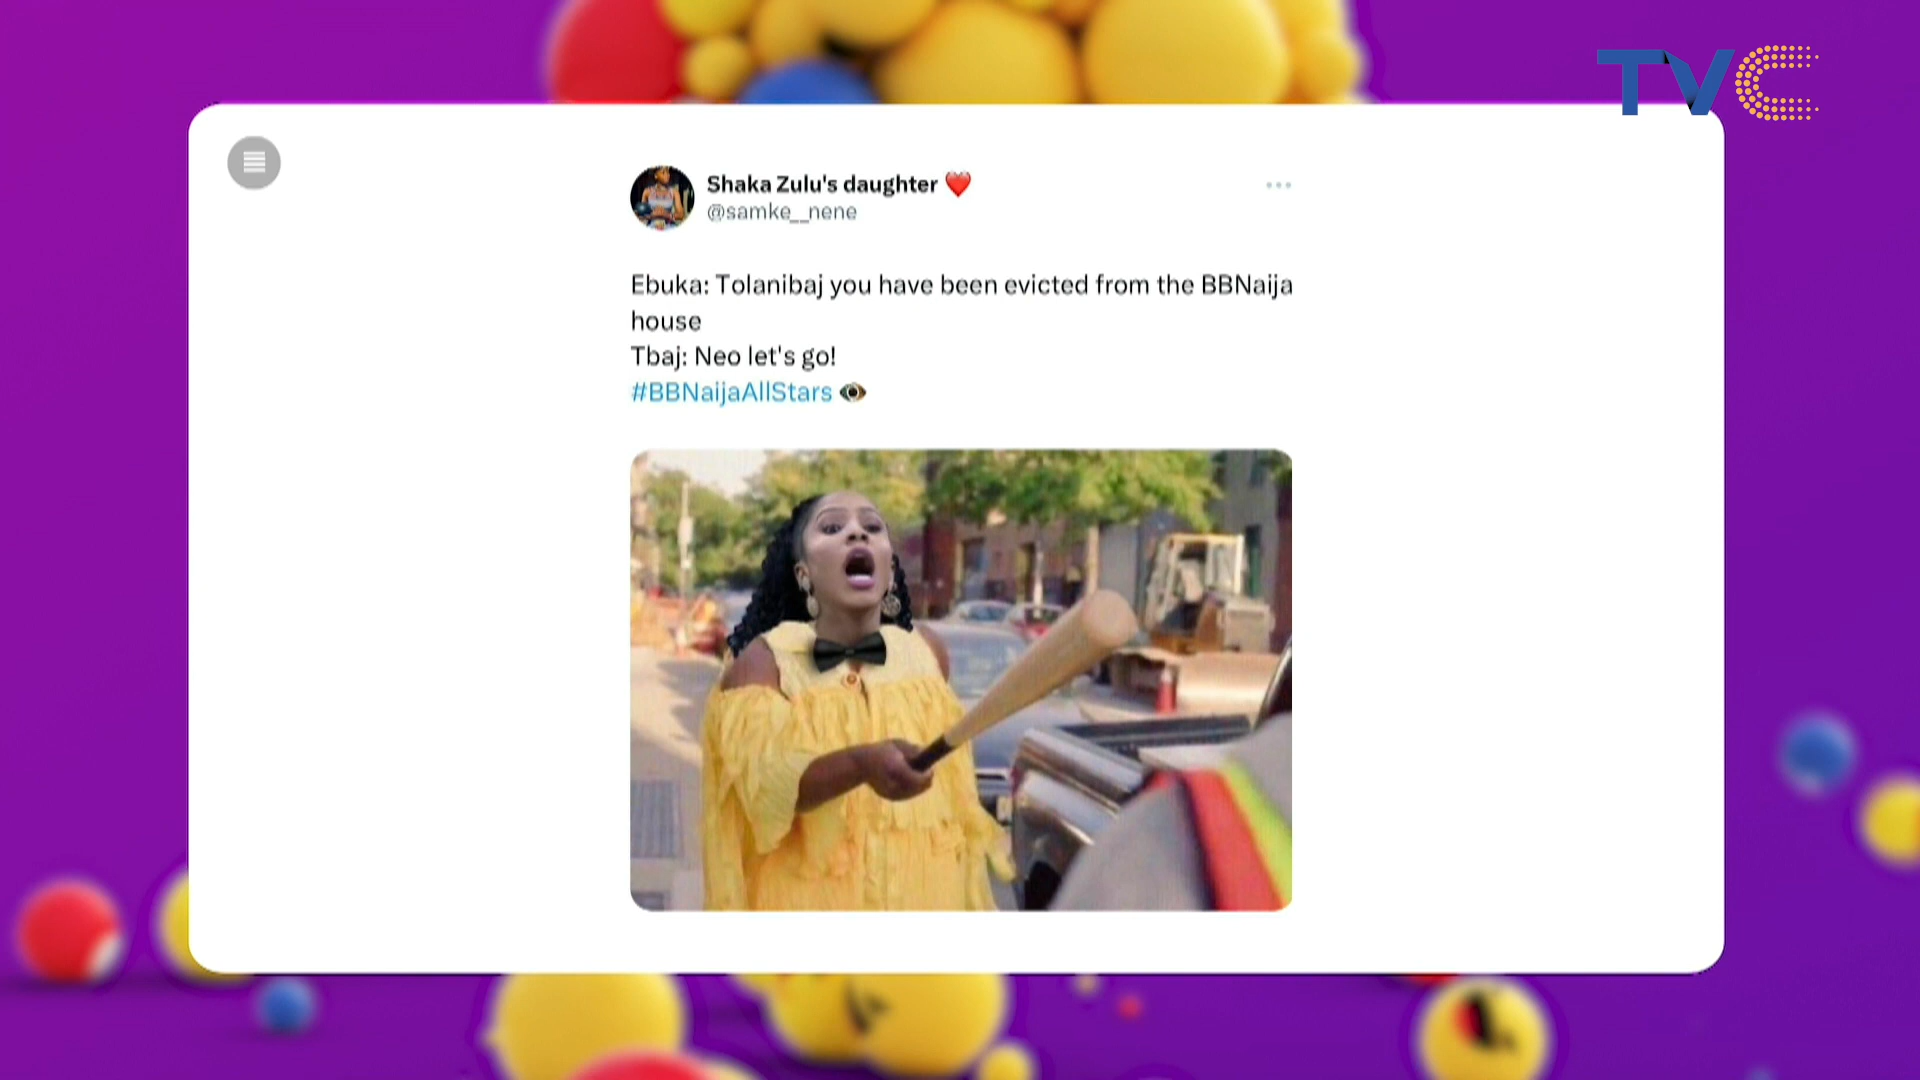 TVC
Shaka Zulu's daughter ❤️
@samke__nene
Ebuka: Tolanibaj you have been evicted from the BBNaija
house
Tbaj: Neo let's go!
#BBNaijaAllStars 👁️